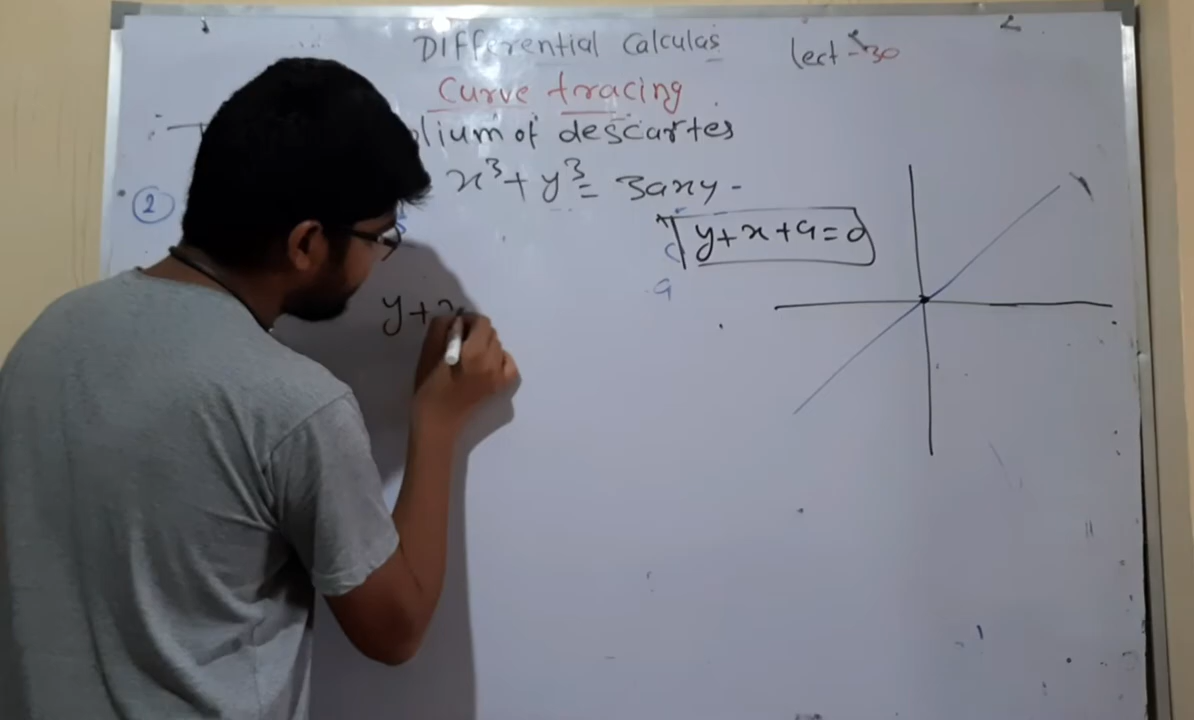 Differential Calculas
lect-30
Curve tracing
olium of descartes
x³+y³= 3axy-
2
y+x+a=0
y+x